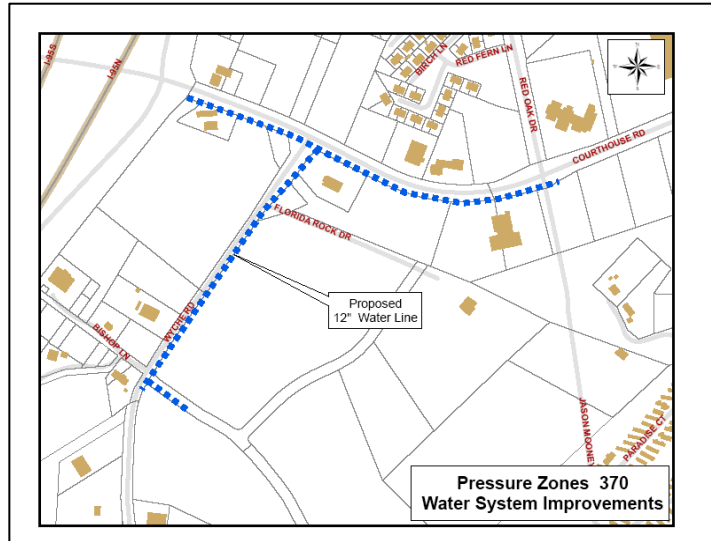 I-95S
I-95N
BIRCH LN
RED FERN LN
RED OAK DR
COURTHOUSE RD
FLORIDA ROCK DR
WYCHE RD
BISHOP LN
Proposed
12" Water Line
JASON MOONEY
PARADISE CT
Pressure Zones 370
Water System Improvements